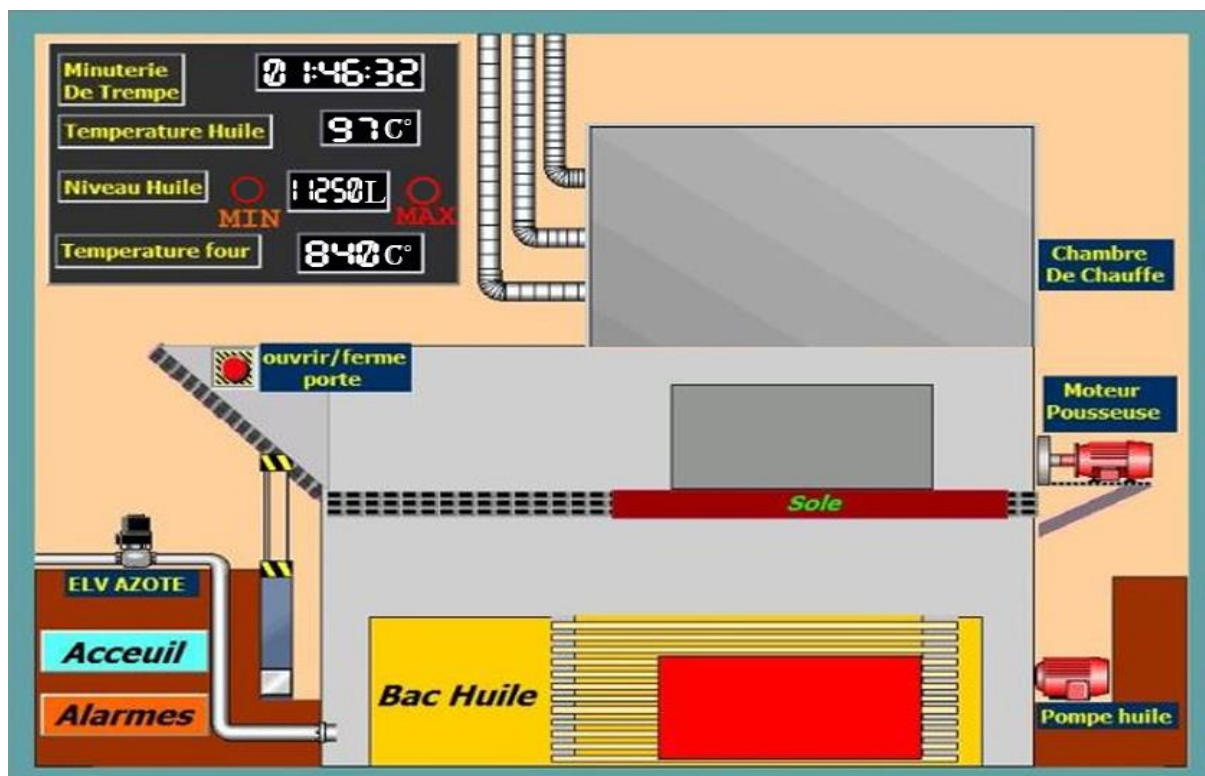 Minuterie
De Trempe
01:46:32
Temperature Huile
97C°
Niveau Huile
MIN
11250L
MAX
Temperature four
840C°
Chambre
De Chauffe
ouvrir/ferme
porte
Moteur
Pousseuse
Sole
ELV AZOTE
Acceuil
Bac Huile
Alarmes
Pompe huile